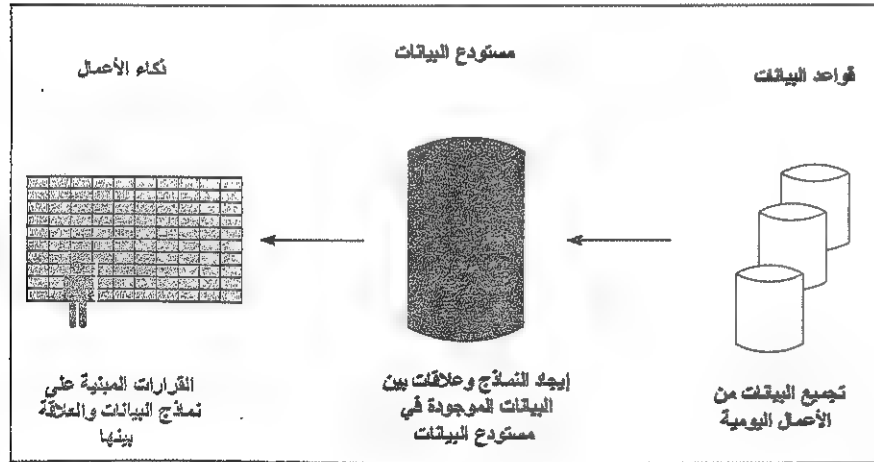 قواعد البيانات
مستودع البيانات
ذكاء الأعمال
تجميع البيانات من
الأعمال اليومية
إيجاد النماذج وعلاقات بين
البيانات الموجودة في
مستودع البيانات
القرارات المبنية على
نماذج البيانات والعلاقة
بينها